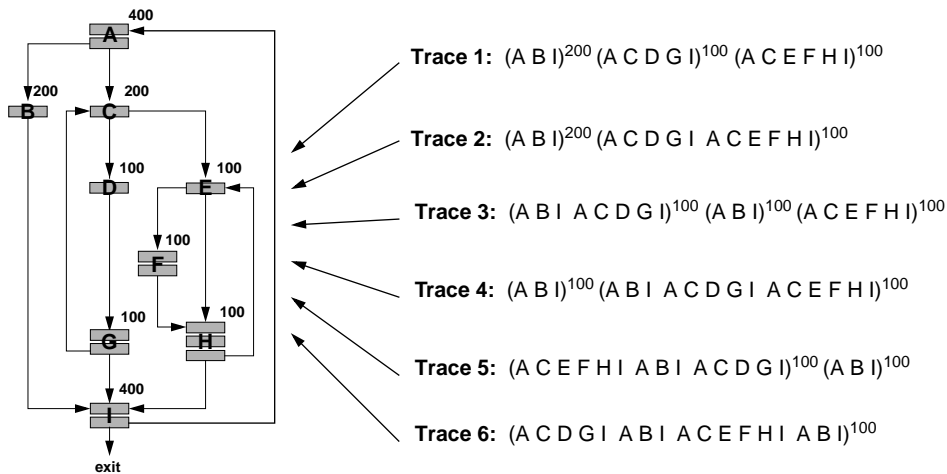 400
A
200
B
200
C
100
D
100
E
100
F
100
G
100
H
400
I
exit
Trace 1: (A B I)200 (A C D G I)100 (A C E F H I)100
Trace 2: (A B I)200 (A C D G I A C E F H I)100
Trace 3: (A B I A C D G I)100 (A B I)100 (A C E F H I)100
Trace 4: (A B I)100 (A B I A C D G I A C E F H I)100
Trace 5: (A C E F H I A B I A C D G I)100 (A B I)100
Trace 6: (A C D G I A B I A C E F H I A B I)100